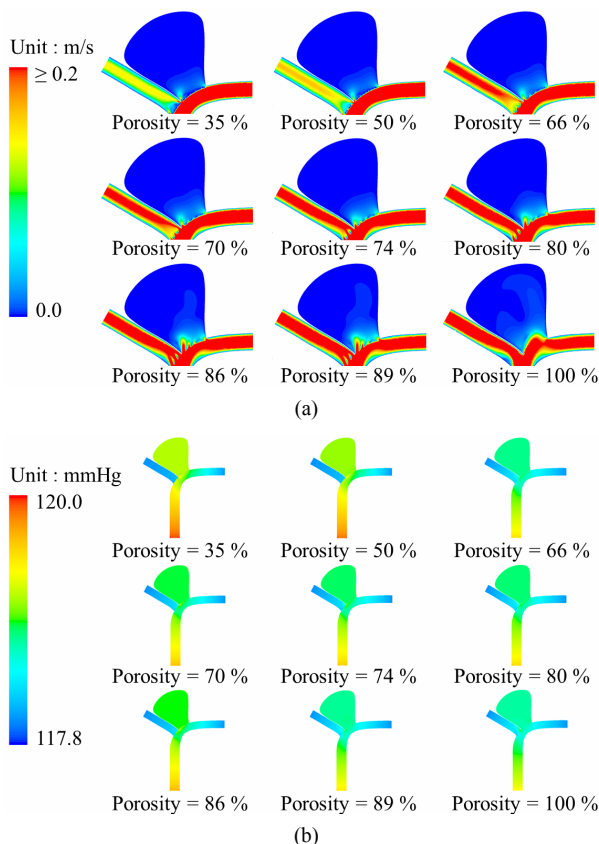 Unit : m/s
≥ 0.2
0.0
Porosity = 35 %
Porosity = 50 %
Porosity = 66 %
Porosity = 70 %
Porosity = 74 %
Porosity = 80 %
Porosity = 86 %
Porosity = 89 %
Porosity = 100 %
(a)
Unit : mmHg
120.0
117.8
Porosity = 35 %
Porosity = 50 %
Porosity = 66 %
Porosity = 70 %
Porosity = 74 %
Porosity = 80 %
Porosity = 86 %
Porosity = 89 %
Porosity = 100 %
(b)